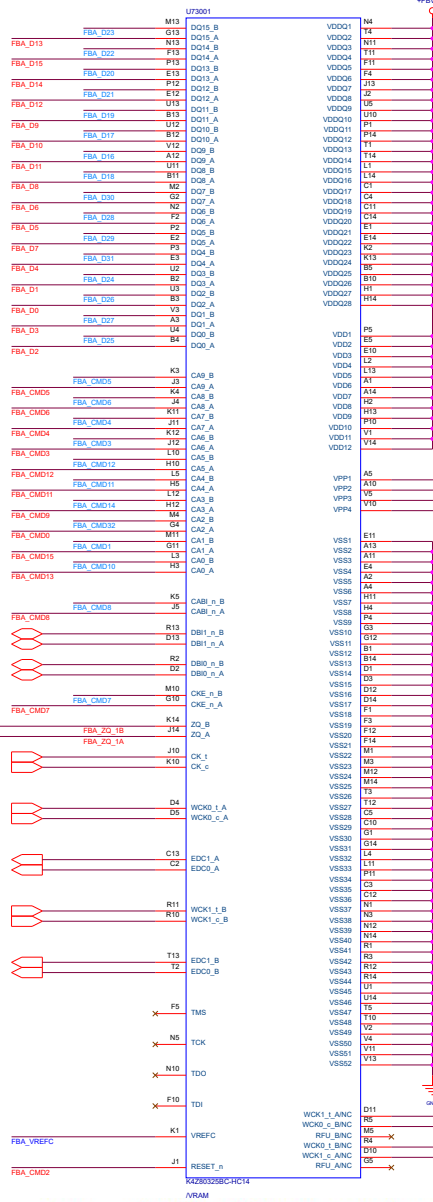 +FBV
U73001
FBA_D23 M13 DQ15_B
FBA_D13 G13 DQ15_A
FBA_D22 N13 DQ14_B
FBA_D15 F13 DQ14_A
FBA_D20 P13 DQ13_B
FBA_D14 E13 DQ13_A
FBA_D21 P12 DQ12_B
FBA_D12 E12 DQ12_A
FBA_D19 U13 DQ11_B
FBA_D9 B13 DQ11_A
FBA_D17 U12 DQ10_B
FBA_D10 B12 DQ10_A
FBA_D16 V12 DQ9_B
FBA_D11 A12 DQ9_A
FBA_D18 U11 DQ8_B
FBA_D8 B11 DQ8_A
FBA_D30 M2 DQ7_B
FBA_D6 G2 DQ7_A
FBA_D28 N2 DQ6_B
FBA_D5 F2 DQ6_A
FBA_D29 P2 DQ5_B
FBA_D7 E2 DQ5_A
FBA_D31 P3 DQ4_B
FBA_D4 E3 DQ4_A
FBA_D24 U2 DQ3_B
FBA_D1 B2 DQ3_A
FBA_D26 U3 DQ2_B
FBA_D0 B3 DQ2_A
FBA_D27 V3 DQ1_B
FBA_D3 A3 DQ1_A
FBA_D25 U4 DQ0_B
FBA_D2 B4 DQ0_A
FBA_CMD5 K3 CA9_B
FBA_CMD5 J3 CA9_A
FBA_CMD6 K4 CA8_B
FBA_CMD6 J4 CA8_A
FBA_CMD4 K11 CA7_B
FBA_CMD4 J11 CA7_A
FBA_CMD3 K12 CA6_B
FBA_CMD3 J12 CA6_A
FBA_CMD12 L10 CA5_B
FBA_CMD12 H10 CA5_A
FBA_CMD11 L5 CA4_B
FBA_CMD11 H5 CA4_A
FBA_CMD14 L12 CA3_B
FBA_CMD9 H12 CA3_A
FBA_CMD32 M4 CA2_B
FBA_CMD0 G4 CA2_A
FBA_CMD1 M11 CA1_B
FBA_CMD15 G11 CA1_A
FBA_CMD10 L3 CA0_B
FBA_CMD13 H3 CA0_A
FBA_CMD8 K5 CABI_n_B
FBA_CMD8 J5 CABI_n_A
R13 DBI1_n_B
D13 DBI1_n_A
R2 DBI0_n_B
D2 DBI0_n_A
FBA_CMD7 M10 CKE_n_B
FBA_CMD7 G10 CKE_n_A
FBA_ZQ_1B K14 ZQ_B
FBA_ZQ_1A J14 ZQ_A
J10 CK_t
K10 CK_c
D4 WCK0_t_A
D5 WCK0_c_A
C13 EDC1_A
C2 EDC0_A
R11 WCK1_t_B
R10 WCK1_c_B
T13 EDC1_B
T2 EDC0_B
F5 TMS
N5 TCK
N10 TDO
F10 TDI
FBA_VREFC K1 VREFC
FBA_CMD2 J1 RESET_n
VDDQ1 N4
VDDQ2 T4
VDDQ3 N11
VDDQ4 T11
VDDQ5 F11
VDDQ6 F4
VDDQ7 J13
VDDQ8 J2
VDDQ9 U5
VDDQ10 U10
VDDQ11 P1
VDDQ12 P14
VDDQ13 T1
VDDQ14 T14
VDDQ15 L1
VDDQ16 L14
VDDQ17 C1
VDDQ18 C4
VDDQ19 C11
VDDQ20 C14
VDDQ21 E1
VDDQ22 E14
VDDQ23 K2
VDDQ24 K13
VDDQ25 B5
VDDQ26 B10
VDDQ27 H1
VDDQ28 H14
VDD1 P5
VDD2 E5
VDD3 E10
VDD4 L2
VDD5 L13
VDD6 A1
VDD7 A14
VDD8 H2
VDD9 H13
VDD10 P10
VDD11 V1
VDD12 V14
VPP1 A5
VPP2 A10
VPP3 V5
VPP4 V10
VSS1 E11
VSS2 A13
VSS3 A11
VSS4 E4
VSS5 A2
VSS6 A4
VSS7 H11
VSS8 H4
VSS9 P4
VSS10 G3
VSS11 G12
VSS12 B1
VSS13 B14
VSS14 D1
VSS15 D3
VSS16 D12
VSS17 D14
VSS18 F1
VSS19 F3
VSS20 F12
VSS21 F14
VSS22 M1
VSS23 M3
VSS24 M12
VSS25 M14
VSS26 T3
VSS27 T12
VSS28 C5
VSS29 C10
VSS30 G1
VSS31 G14
VSS32 L4
VSS33 L11
VSS34 P11
VSS35 C3
VSS36 C12
VSS37 N1
VSS38 N3
VSS39 N12
VSS40 N14
VSS41 R1
VSS42 R3
VSS43 R12
VSS44 R14
VSS45 U1
VSS46 U14
VSS47 T5
VSS48 T10
VSS49 V2
VSS50 V4
VSS51 V11
VSS52 V13
WCK1_t_A/NC D11
WCK0_c_B/NC R5
RFU_B/NC M5
WCK0_t_B/NC R4
WCK1_c_A/NC D10
RFU_A/NC G5
K4Z80325BC-HC14
/VRAM